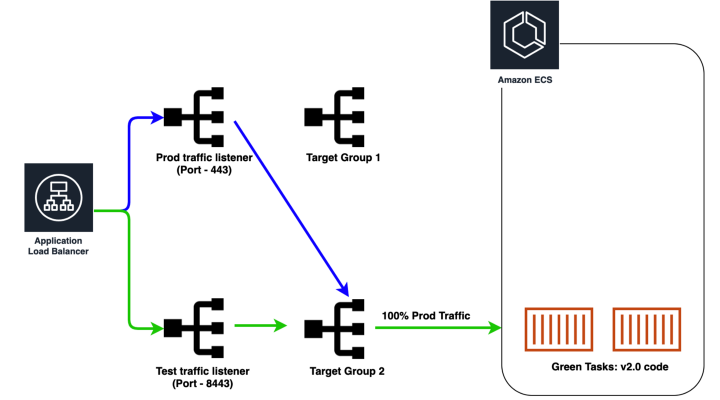 Amazon ECS
Prod traffic listener
(Port - 443)
Target Group 1
Application
Load Balancer
100% Prod Traffic
Test traffic listener
(Port - 8443)
Target Group 2
Green Tasks: v2.0 code